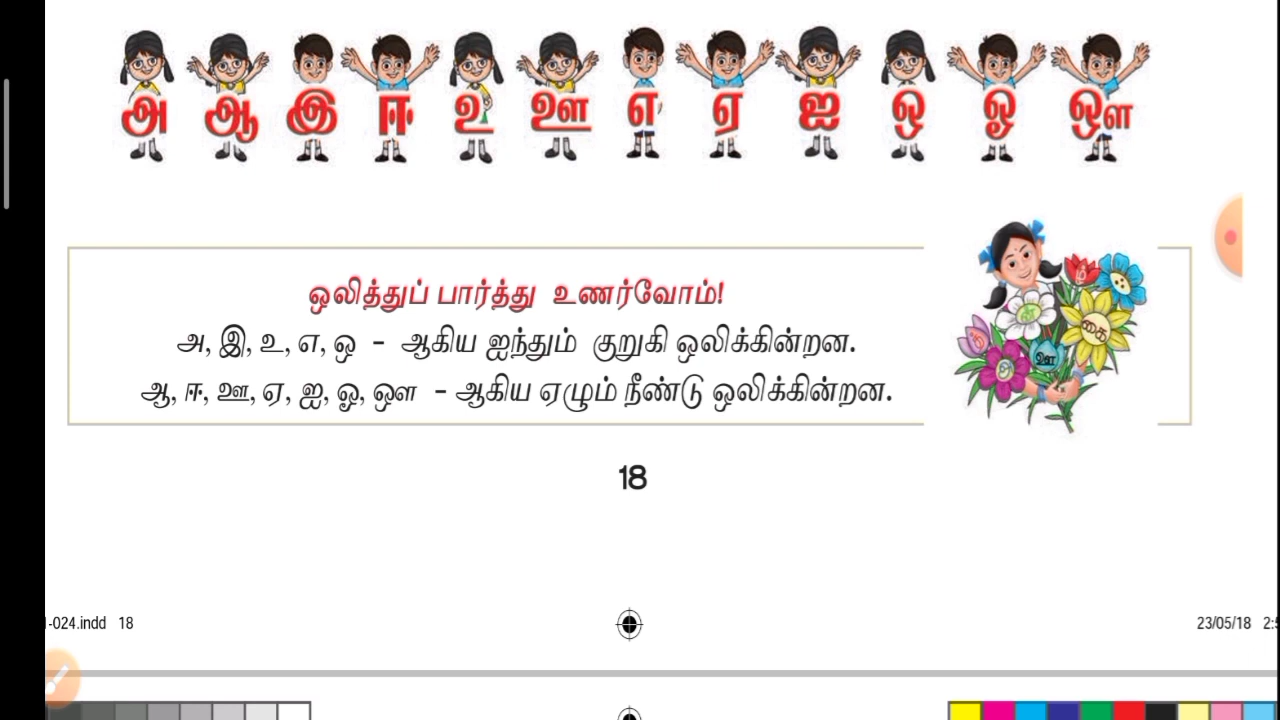 அ ஆ இ ஈ உ ஊ எ ஏ ஐ ஒ ஓ ஔ
ஒலித்துப் பார்த்து உணர்வோம்!
அ, இ, உ, எ, ஒ - ஆகிய ஐந்தும் குறுகி ஒலிக்கின்றன.
ஆ, ஈ, ஊ, ஏ, ஐ, ஓ, ஔ - ஆகிய ஏழும் நீண்டு ஒலிக்கின்றன.
கை
ஊ
18
-024.indd 18
23/05/18